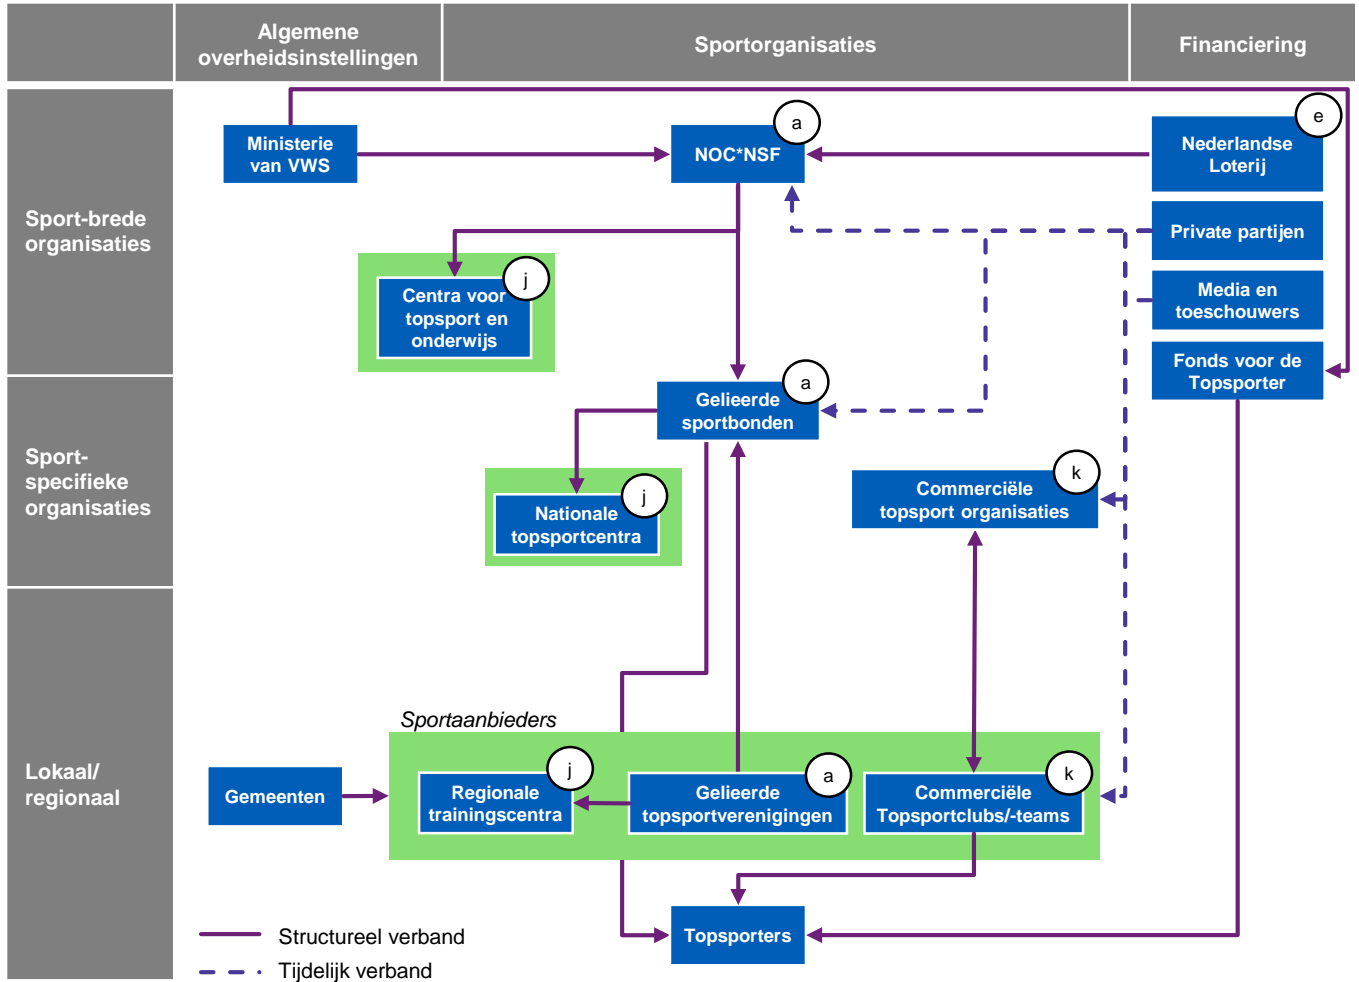 Algemene
overheidsinstellingen
Sportorganisaties
Financiering
Sport-brede
organisaties
Ministerie
van VWS
a
NOC*NSF
e
Nederlandse
Loterij
Private partijen
j
Centra voor
topsport en
onderwijs
Media en
toeschouwers
Fonds voor de
Topsporter
Sport-
specifieke
organisaties
a
Gelieerde
sportbonden
j
Nationale
topsportcentra
k
Commerciële
topsport organisaties
Lokaal/
regionaal
Sportaanbieders
Gemeenten
j
Regionale
trainingscentra
a
Gelieerde
topsportverenigingen
k
Commerciële
Topsportclubs/-teams
Topsporters
Structureel verband
Tijdelijk verband